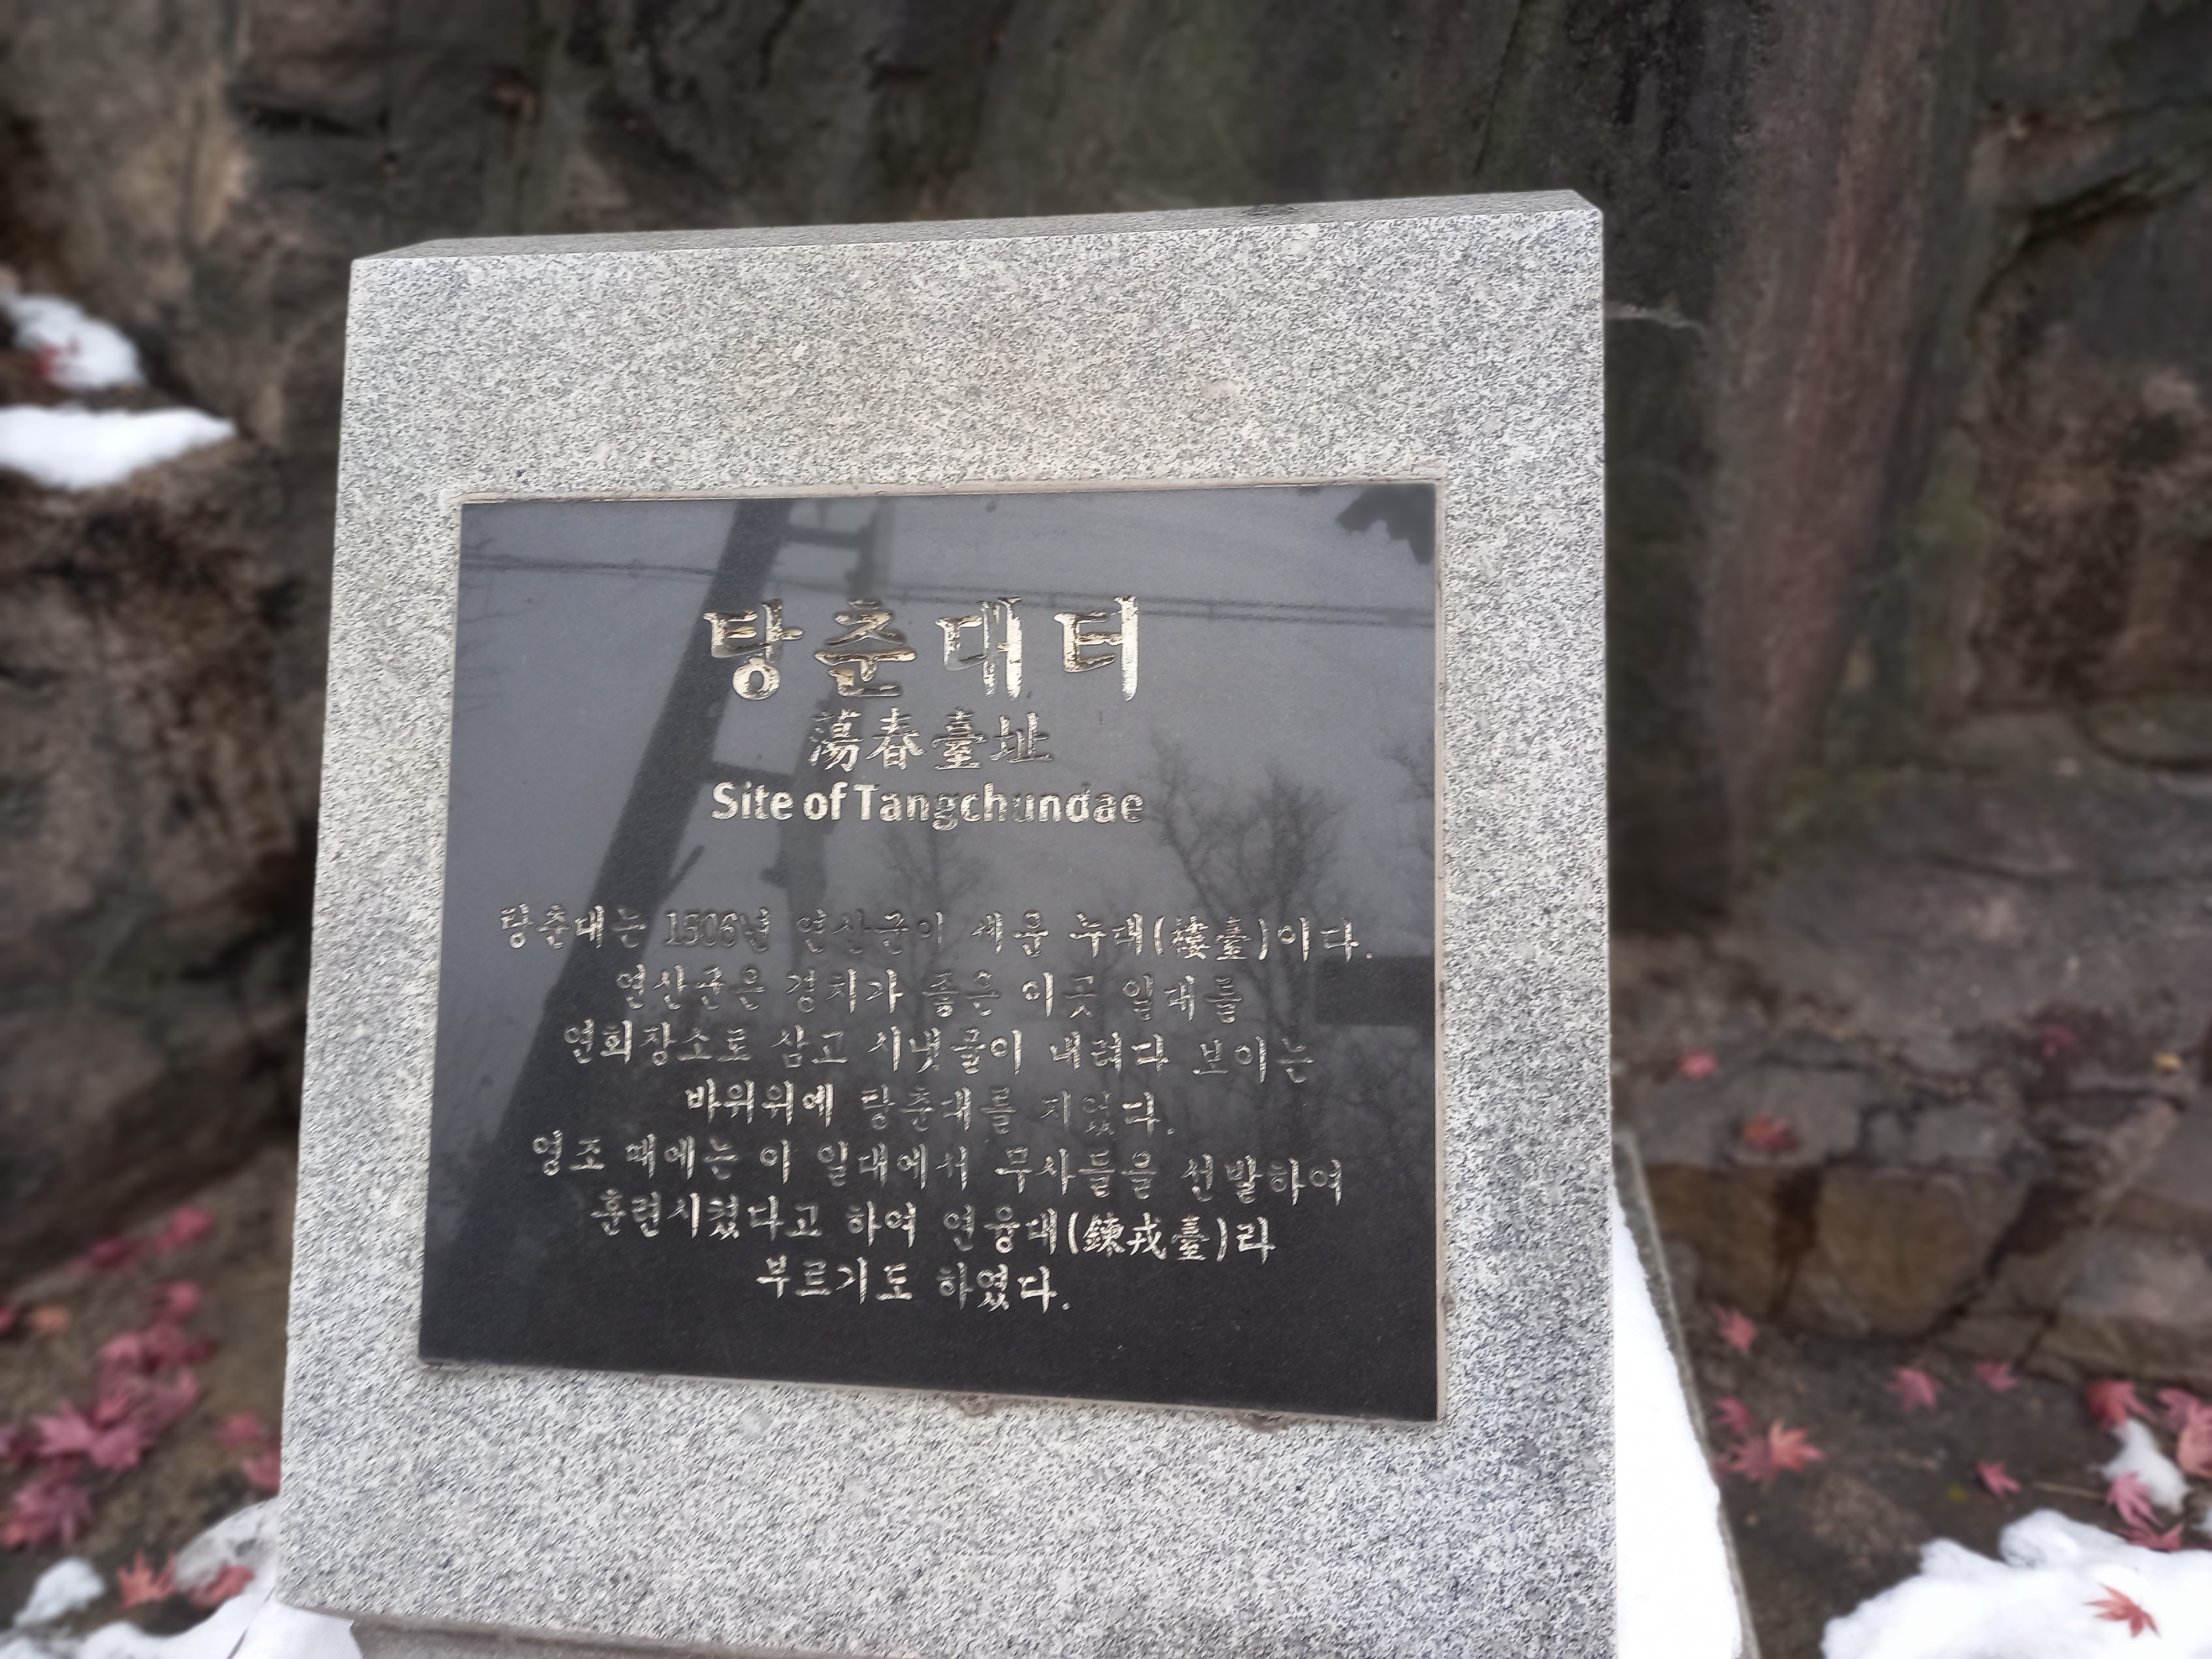 탕춘대터
蕩春臺址
Site of Tangchundae
탕춘대는 1506년 연산군이 세운 누대(樓臺)이다.
연산군은 경치가 좋은 이곳 일대를
연회장소로 삼고 시냇물이 내려다 보이는
바위위에 탕춘대를 지었다.
영조 때에는 이 일대에서 무사들을 선발하여
훈련시켰다고 하여 연융대(鍊戎臺)라
부르기도 하였다.